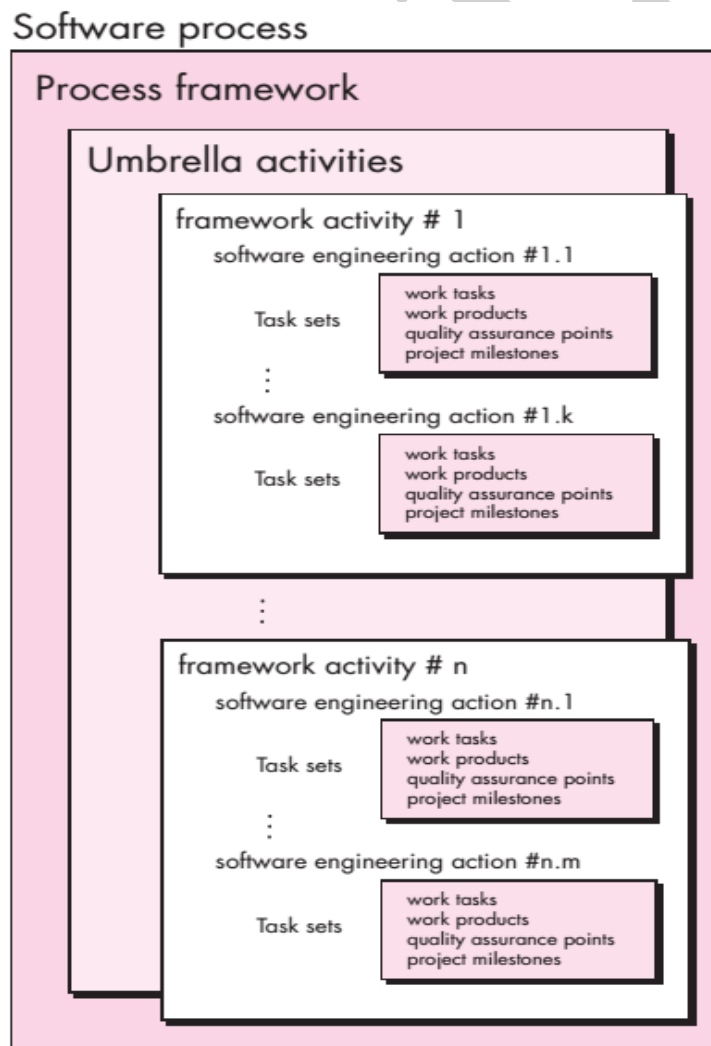 Software process
Process framework
Umbrella activities
framework activity # 1
software engineering action #1.1
Task sets
work tasks
work products
quality assurance points
project milestones
⋮
software engineering action #1.k
Task sets
work tasks
work products
quality assurance points
project milestones
⋮
framework activity # n
software engineering action #n.1
Task sets
work tasks
work products
quality assurance points
project milestones
⋮
software engineering action #n.m
Task sets
work tasks
work products
quality assurance points
project milestones